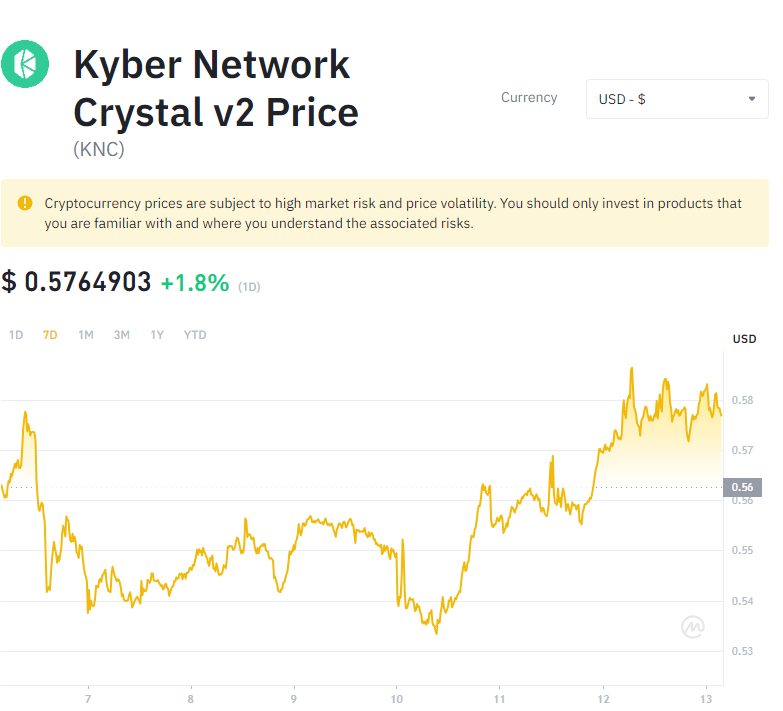 Kyber Network
Crystal v2 Price
(KNC)
Currency
USD - $
Cryptocurrency prices are subject to high market risk and price volatility. You should only invest in products that
you are familiar with and where you understand the associated risks.
$ 0.5764903 +1.8% (1D)
1D 7D 1M 3M 1Y YTD
USD
0.58
0.57
0.56
0.56
0.55
0.54
0.53
7 8 9 10 11 12 13